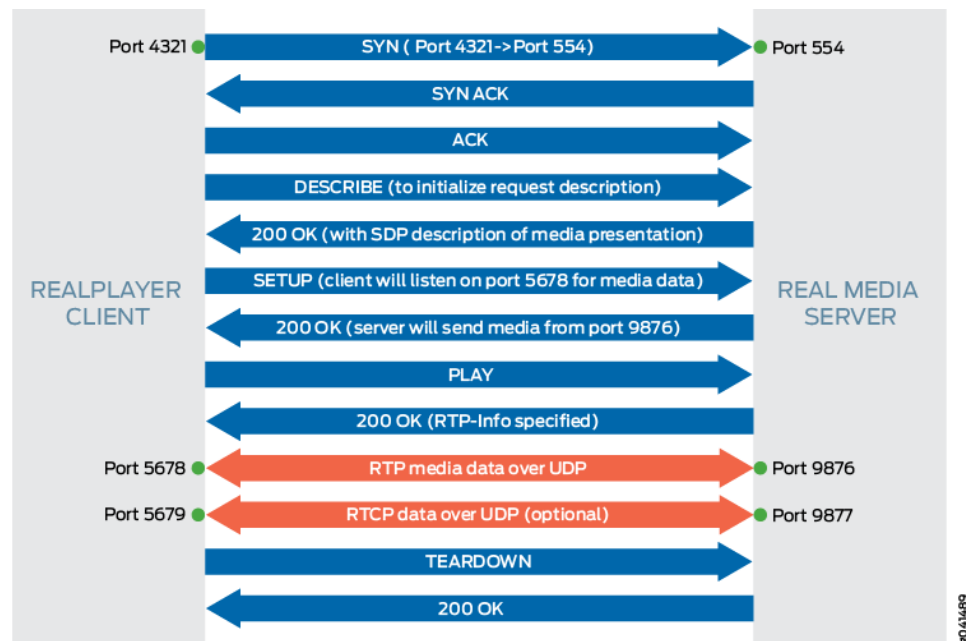 Port 4321
SYN ( Port 4321->Port 554)
Port 554
SYN ACK
ACK
DESCRIBE (to initialize request description)
200 OK (with SDP description of media presentation)
SETUP (client will listen on port 5678 for media data)
REALPLAYER
CLIENT
REAL MEDIA
SERVER
200 OK (server will send media from port 9876)
PLAY
200 OK (RTP-Info specified)
Port 5678
RTP media data over UDP
Port 9876
Port 5679
RTCP data over UDP (optional)
Port 9877
TEARDOWN
200 OK
g041489